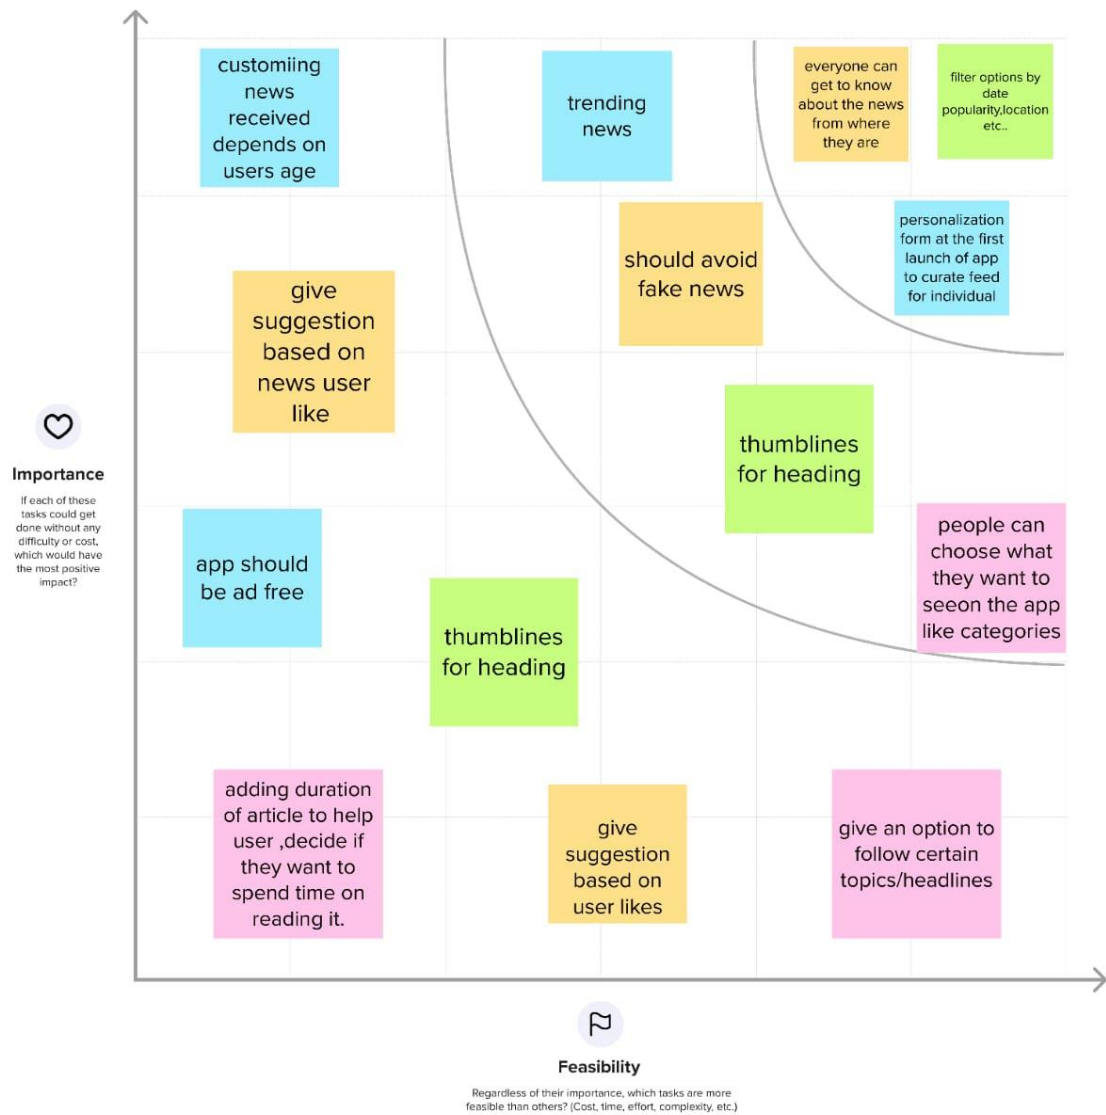 customiing
news
received
depends on
users age
trending
news
everyone can
get to know
about the news
from where
they are
filter options by
date
popularity,location
etc..
personalization
form at the first
launch of app
to curate feed
for individual
should avoid
fake news
give
suggestion
based on
news user
like
thumblines
for heading
Importance
If each of these
tasks could get
done without any
difficulty or cost,
which would have
the most positive
impact?
app should
be ad free
people can
choose what
they want to
seeon the app
like categories
thumblines
for heading
adding duration
of article to help
user ,decide if
they want to
spend time on
reading it.
give
suggestion
based on
user likes
give an option to
follow certain
topics/headlines
Feasibility
Regardless of their importance, which tasks are more
feasible than others? (Cost, time, effort, complexity, etc.)